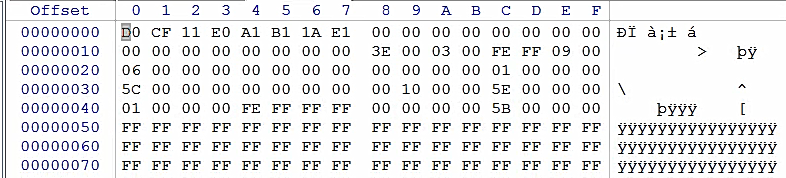 Offset 0 1 2 3 4 5 6 7 8 9 A B C D E F
00000000 D0 CF 11 E0 A1 B1 1A E1 00 00 00 00 00 00 00 00 ÐÏ à¡± á
00000010 00 00 00 00 00 00 00 00 3E 00 03 00 FE FF 09 00 > þÿ
00000020 06 00 00 00 00 00 00 00 00 00 00 00 01 00 00 00
00000030 5C 00 00 00 00 00 00 00 00 10 00 00 5E 00 00 00 \ ^
00000040 01 00 00 00 FE FF FF FF 00 00 00 00 5B 00 00 00 þÿÿÿ [
00000050 FF FF FF FF FF FF FF FF FF FF FF FF FF FF FF FF ÿÿÿÿÿÿÿÿÿÿÿÿÿÿÿÿ
00000060 FF FF FF FF FF FF FF FF FF FF FF FF FF FF FF FF ÿÿÿÿÿÿÿÿÿÿÿÿÿÿÿÿ
00000070 FF FF FF FF FF FF FF FF FF FF FF FF FF FF FF FF ÿÿÿÿÿÿÿÿÿÿÿÿÿÿÿÿ